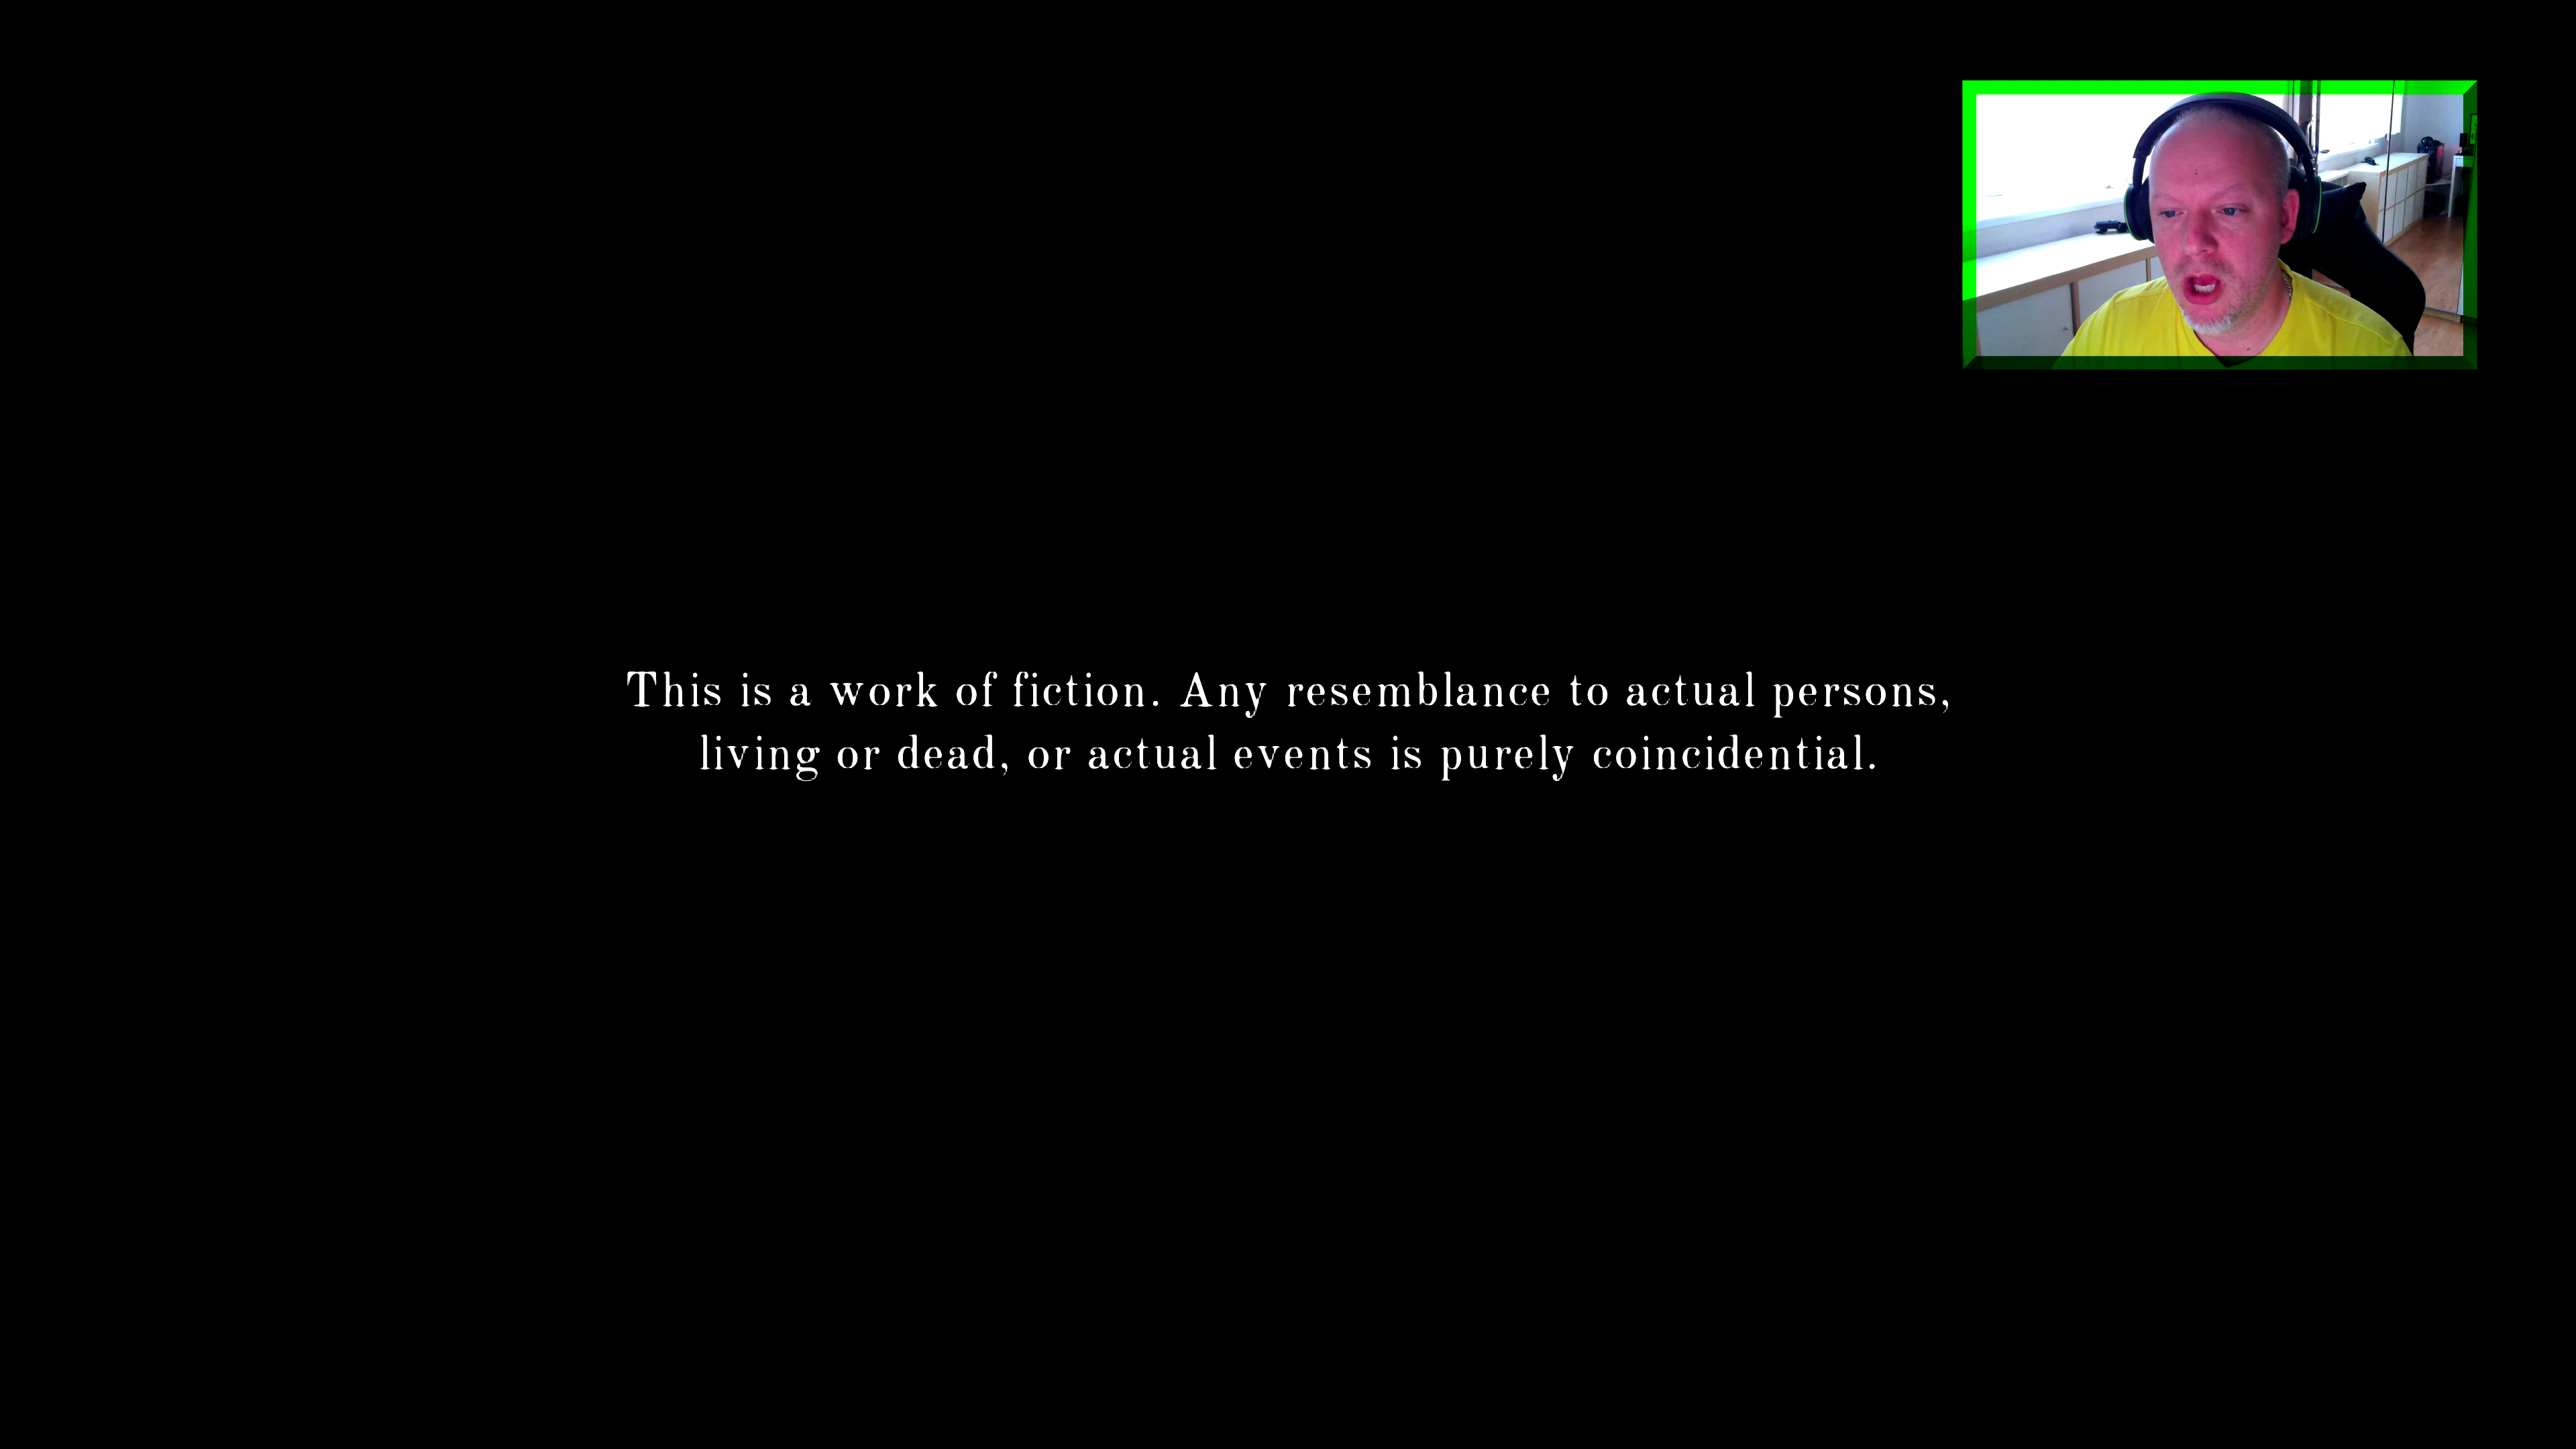 This is a work of fiction. Any resemblance to actual persons,
living or dead, or actual events is purely coincidential.